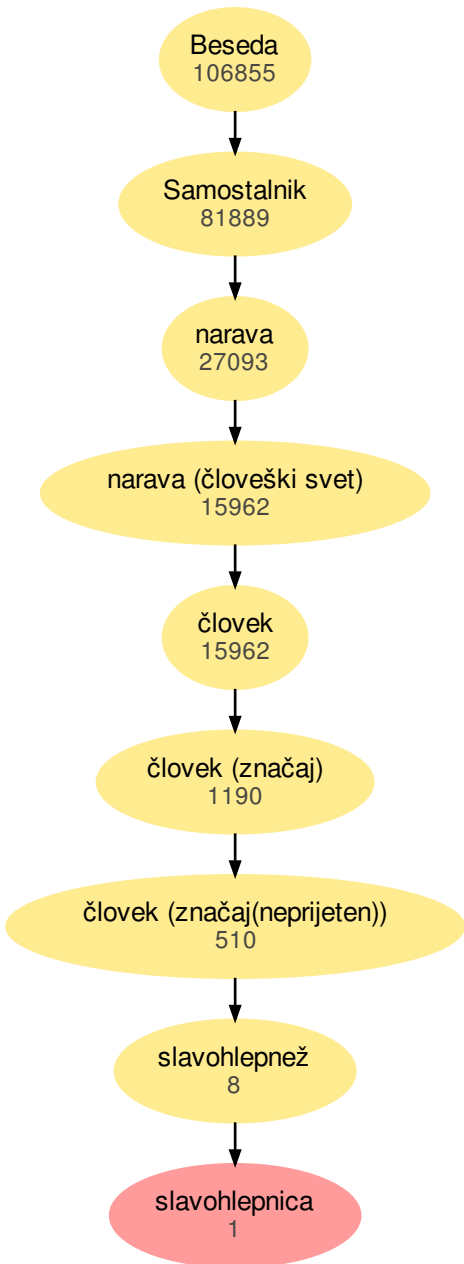 Beseda
106855
Samostalnik
81889
narava
27093
narava (človeški svet)
15962
človek
15962
človek (značaj)
1190
človek (značaj(neprijeten))
510
slavohlepnež
8
slavohlepnica
1